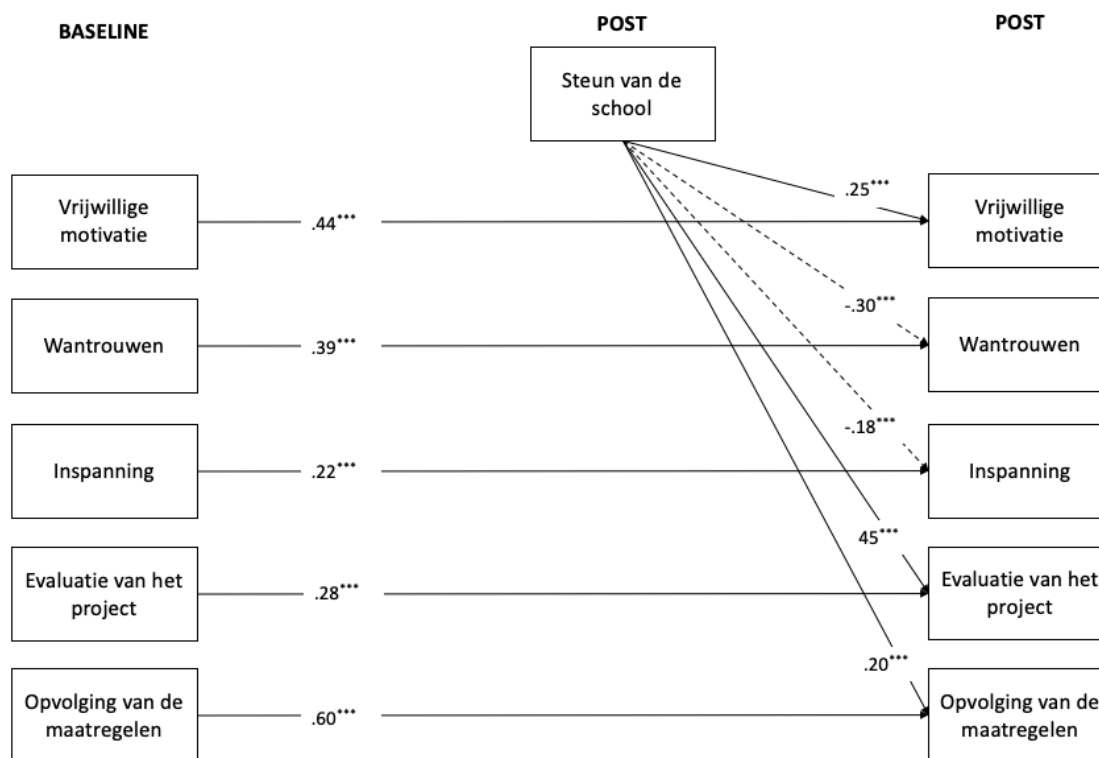 BASELINE
POST
POST
Steun van de
school
Vrijwillige
motivatie
.44***
.25***
Vrijwillige
motivatie
Wantrouwen
.39***
-.30***
Wantrouwen
Inspanning
.22***
-.18***
Inspanning
Evaluatie van het
project
.28***
45***
Evaluatie van het
project
Opvolging van de
maatregelen
.60***
.20***
Opvolging van de
maatregelen